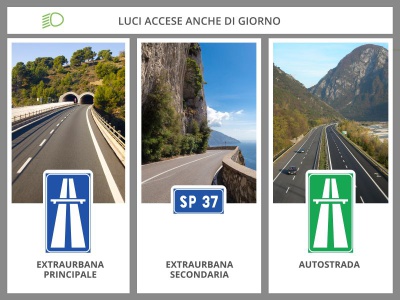 LUCI ACCESE ANCHE DI GIORNO
SP 37
EXTRAURBANA
PRINCIPALE
EXTRAURBANA
SECONDARIA
AUTOSTRADA